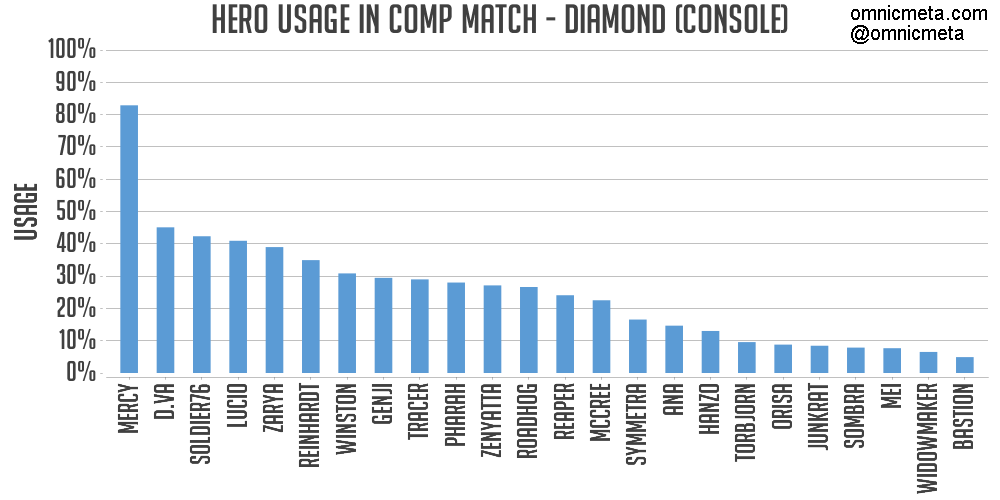 HERO USAGE IN COMP MATCH - DIAMOND (CONSOLE)
omnicmeta.com
@omnicmeta
100%
90%
80%
70%
60%
50%
40%
30%
20%
10%
0%
USAGE
MERCY
D.VA
SOLDIER76
LUCIO
ZARYA
REINHARDT
WINSTON
GENJI
TRACER
PHARAH
ZENYATTA
ROADHOG
REAPER
MCCREE
SYMMETRA
ANA
HANZO
TORBJORN
ORISA
JUNKRAT
SOMBRA
MEI
WIDOWMAKER
BASTION